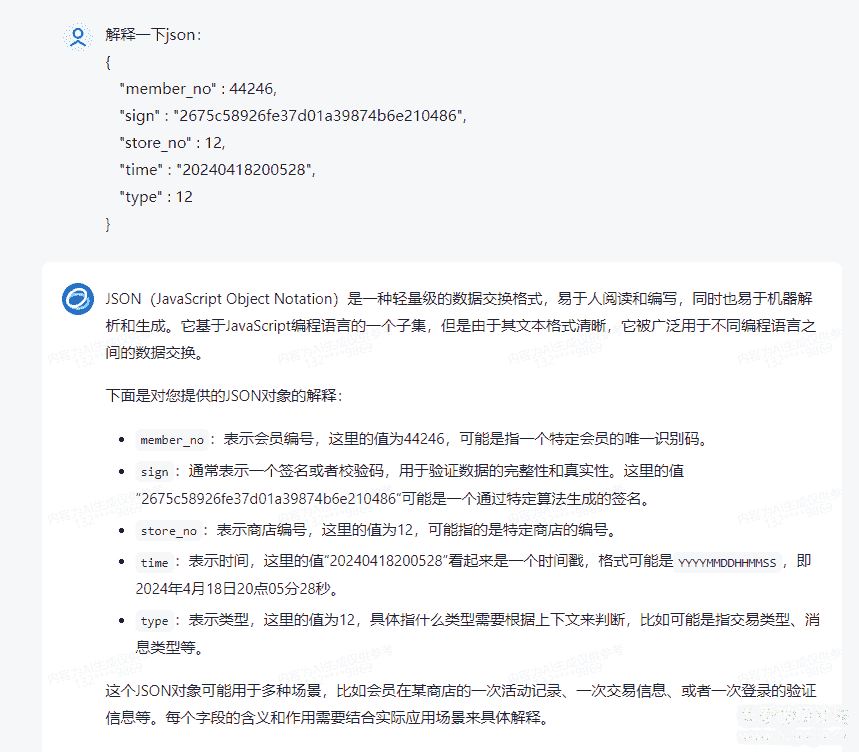 解释一下json：
{
"member_no" : 44246,
"sign" : "2675c58926fe37d01a39874b6e210486",
"store_no" : 12,
"time" : "20240418200528",
"type" : 12
}
JSON（JavaScript Object Notation）是一种轻量级的数据交换格式，易于人阅读和编写，同时也易于机器解
析和生成。它基于JavaScript编程语言的一个子集，但是由于其文本格式清晰，它被广泛用于不同编程语言之
间的数据交换。
下面是对您提供的JSON对象的解释：
member_no ：表示会员编号，这里的值为44246，可能是指一个特定会员的唯一识别码。
sign ：通常表示一个签名或者校验码，用于验证数据的完整性和真实性。这里的值
“2675c58926fe37d01a39874b6e210486”可能是一个通过特定算法生成的签名。
store_no ：表示商店编号，这里的值为12，可能指的是特定商店的编号。
time ：表示时间，这里的值“20240418200528”看起来是一个时间戳，格式可能是 YYYYMMDDHHMMSS ，即
2024年4月18日20点05分28秒。
type ：表示类型，这里的值为12，具体指什么类型需要根据上下文来判断，比如可能是指交易类型、消
息类型等。
这个JSON对象可能用于多种场景，比如会员在某商店的一次活动记录、一次交易信息、或者一次登录的验证
信息等。每个字段的含义和作用需要结合实际应用场景来具体解释。